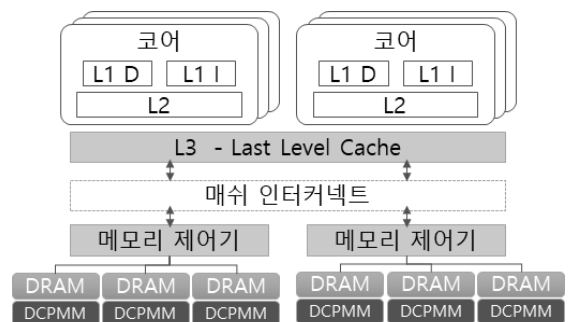 코어 코어
L1 D L1 I L1 D L1 I
L2 L2
L3 - Last Level Cache
매쉬 인터커넥트
메모리 제어기 메모리 제어기
DRAM DRAM DRAM DRAM DRAM DRAM
DCPMM DCPMM DCPMM DCPMM DCPMM DCPMM